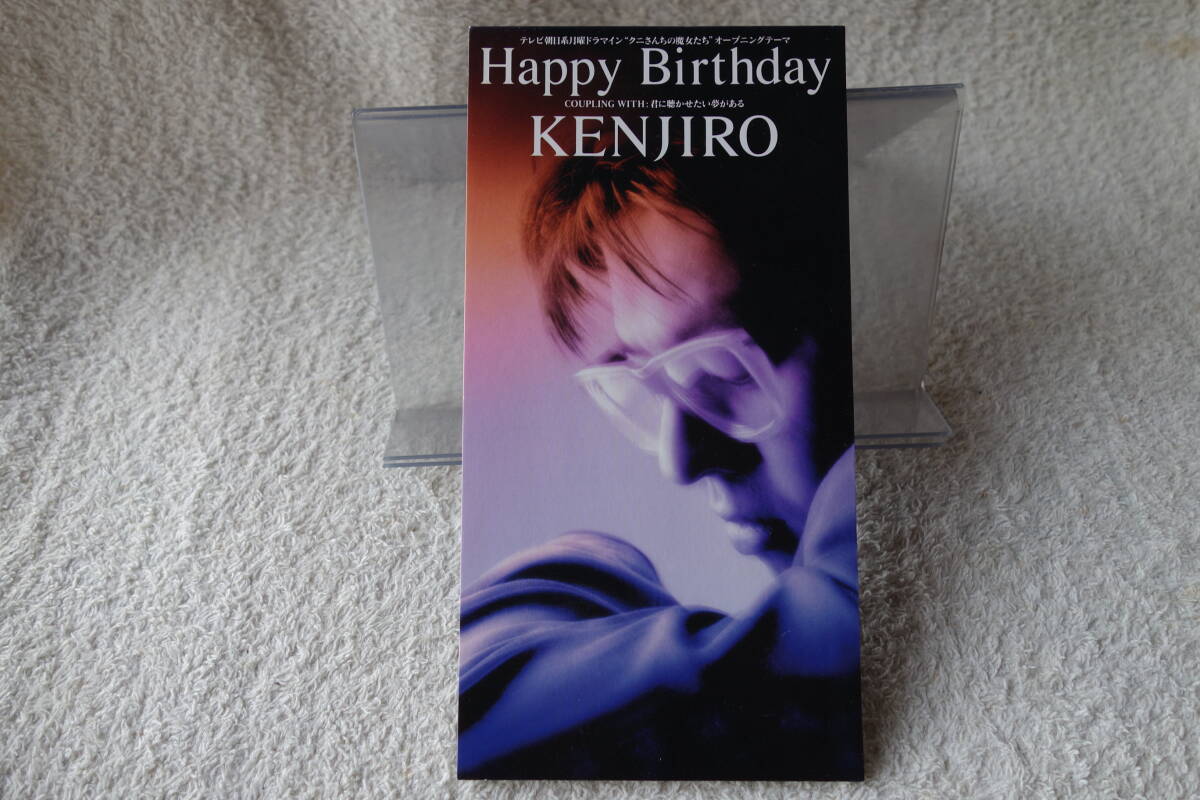 テレビ朝日系月曜ドラマイン“クニさんちの魔女たち”オープニングテーマ
Happy Birthday
COUPLING WITH : 君に聴かせたい夢がある
KENJIRO